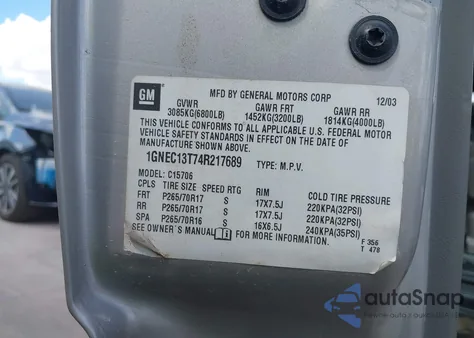 GM
MFD BY GENERAL MOTORS CORP 12/03
GVWR GAWR FRT GAWR RR
3085KG(6800LB) 1452KG(3200LB) 1814KG(4000LB)
THIS VEHICLE CONFORMS TO ALL APPLICABLE U.S. FEDERAL MOTOR
VEHICLE SAFETY STANDARDS IN EFFECT ON THE DATE OF
MANUFACTURE SHOWN ABOVE.
1GNEC13T74R217689 TYPE: M.P.V.
MODEL: C15706
CPLS TIRE SIZE SPEED RTG RIM COLD TIRE PRESSURE
FRT P265/70R17 S 17X7.5J 220KPA(32PSI)
RR P265/70R17 S 17X7.5J 220KPA(32PSI)
SPA P265/70R16 S 16X6.5J 240KPA(35PSI)
SEE OWNER'S MANUAL FOR MORE INFORMATION.
F 356
T 478
autoSnap
www.autosnap.com